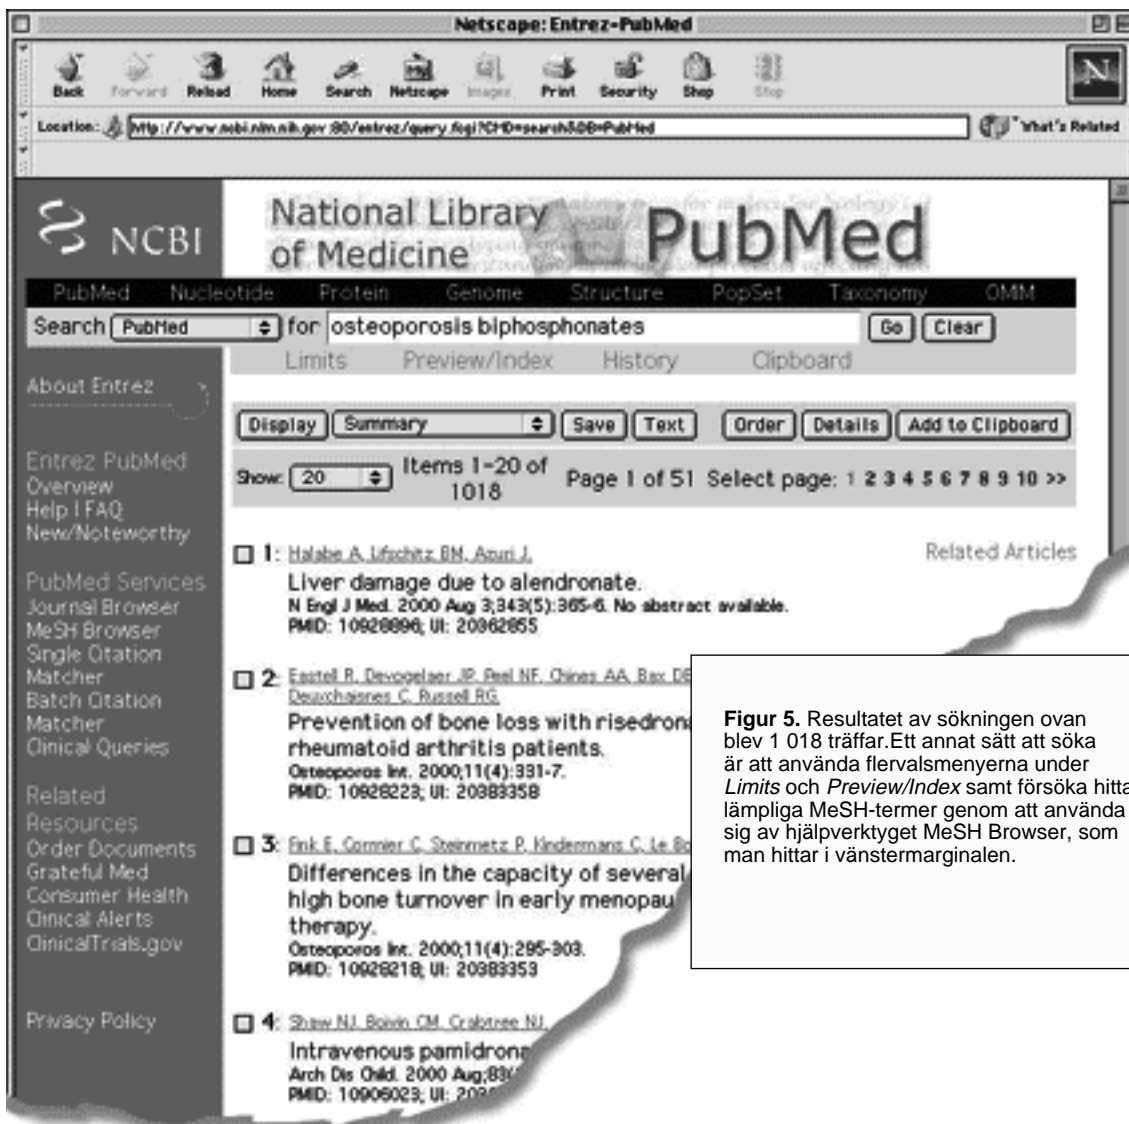 Netscape: Entrez-PubMed
Back Forward Reload Home Search Netscape Images Print Security Shop Stop
Location: http://www.ncbi.nlm.nih.gov:80/entrez/query.fcgi?CMD=search&DB=PubMed What's Related
NCBI
National Library
of Medicine
PubMed
PubMed Nucleotide Protein Genome Structure PopSet Taxonomy OMIM
Search PubMed for osteoporosis biphosphonates Go Clear
Limits Preview/Index History Clipboard
About Entrez
Display Summary Save Text Order Details Add to Clipboard
Show: 20 Items 1-20 of
1018 Page 1 of 51 Select page: 1 2 3 4 5 6 7 8 9 10 >>
Entrez PubMed
Overview
Help | FAQ
New/Noteworthy
PubMed Services
Journal Browser
MeSH Browser
Single Citation
Matcher
Batch Citation
Matcher
Clinical Queries
Related
Resources
Order Documents
Grateful Med
Consumer Health
Clinical Alerts
ClinicalTrials.gov
Privacy Policy
1: Halabe A, Lifschitz BM, Azuri J. Related Articles
Liver damage due to alendronate.
N Engl J Med. 2000 Aug 3;343(5):365-6. No abstract available.
PMID: 10928896; UI: 20362855
2: Eastell R, Devogelaer JP, Peel NF, Chines AA, Bax DE
Deuxchaisnes C, Russell RG.
Prevention of bone loss with risedrona
rheumatoid arthritis patients.
Osteoporos Int. 2000;11(4):331-7.
PMID: 10928223; UI: 20383358
3: Fink E, Cormier C, Steinmetz P, Kindermans C, Le Bo
Differences in the capacity of several
high bone turnover in early menopau
therapy.
Osteoporos Int. 2000;11(4):295-303.
PMID: 10928218; UI: 20383353
4: Shaw NJ, Boivin CM, Crabtree NJ.
Intravenous pamidrona
Arch Dis Child. 2000 Aug;83(
PMID: 10906023; UI:
Figur 5. Resultatet av sökningen ovan
blev 1 018 träffar.Ett annat sätt att söka
är att använda flervalsmenyerna under
Limits och Preview/Index samt försöka hitta
lämpliga MeSH-termer genom att använda
sig av hjälpverktyget MeSH Browser, som
man hittar i vänstermarginalen.